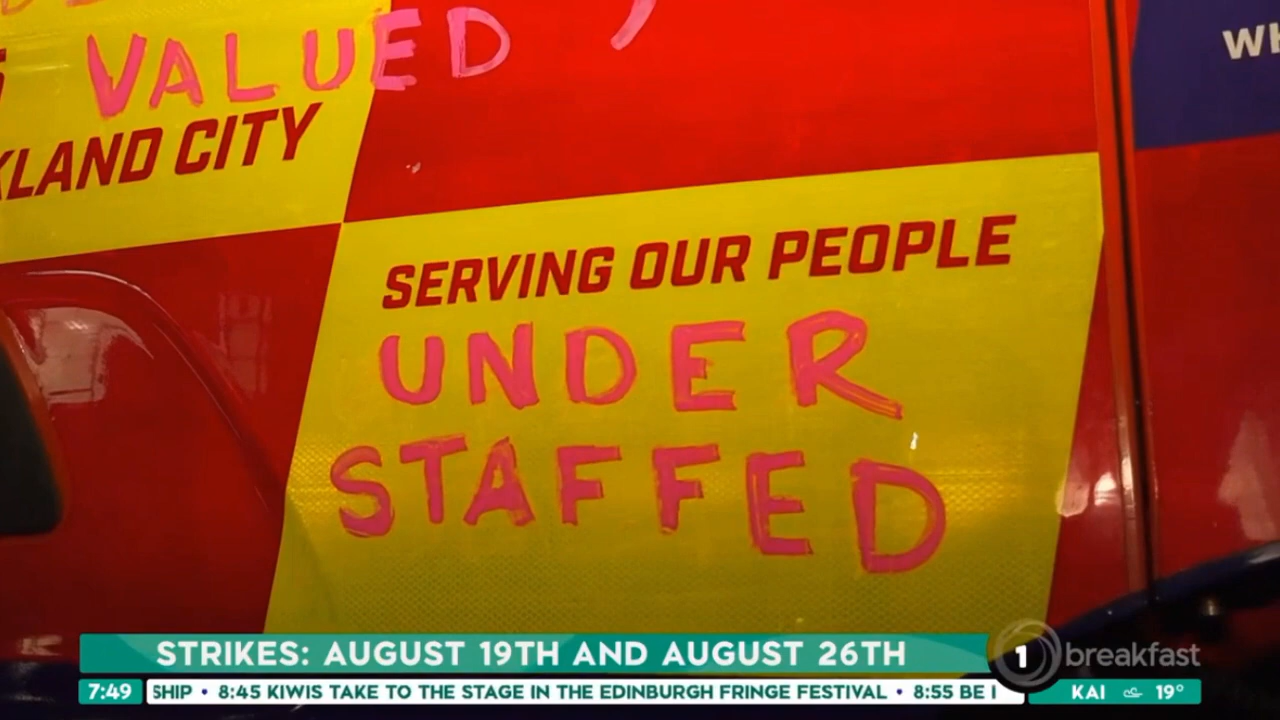 VALUED,
KLAND CITY
WH
SERVING OUR PEOPLE
UNDER
STAFFED
STRIKES: AUGUST 19TH AND AUGUST 26TH
1 breakfast
7:49 SHIP • 8:45 KIWIS TAKE TO THE STAGE IN THE EDINBURGH FRINGE FESTIVAL • 8:55 BE
KAI 19°